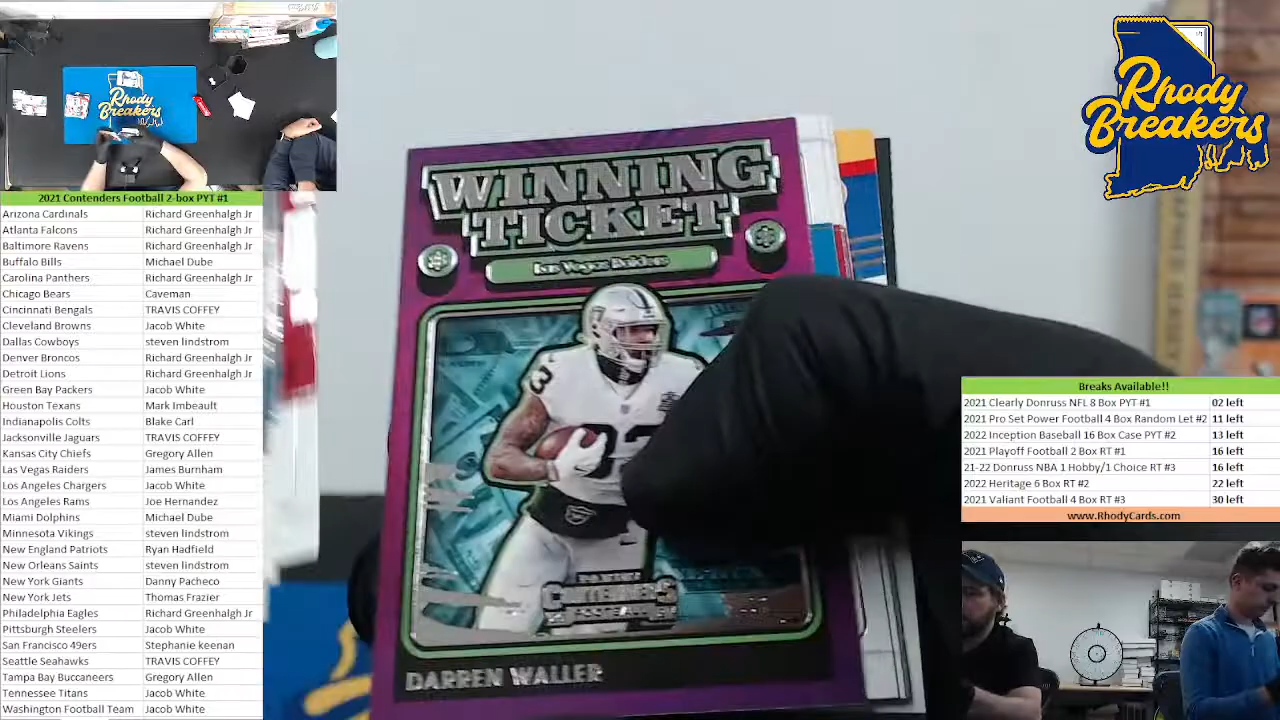 Rhody
Breakers
2021 Contenders Football 2-box PYT #1
Arizona Cardinals Richard Greenhalgh Jr
Atlanta Falcons Richard Greenhalgh Jr
Baltimore Ravens Richard Greenhalgh Jr
Buffalo Bills Michael Dube
Carolina Panthers Richard Greenhalgh Jr
Chicago Bears Caveman
Cincinnati Bengals TRAVIS COFFEY
Cleveland Browns Jacob White
Dallas Cowboys steven lindstrom
Denver Broncos Richard Greenhalgh Jr
Detroit Lions Richard Greenhalgh Jr
Green Bay Packers Jacob White
Houston Texans Mark Imbeault
Indianapolis Colts Blake Carl
Jacksonville Jaguars TRAVIS COFFEY
Kansas City Chiefs Gregory Allen
Las Vegas Raiders James Burnham
Los Angeles Chargers Jacob White
Los Angeles Rams Joe Hernandez
Miami Dolphins Michael Dube
Minnesota Vikings steven lindstrom
New England Patriots Ryan Hadfield
New Orleans Saints steven lindstrom
New York Giants Danny Pacheco
New York Jets Thomas Frazier
Philadelphia Eagles Richard Greenhalgh Jr
Pittsburgh Steelers Jacob White
San Francisco 49ers Stephanie keenan
Seattle Seahawks TRAVIS COFFEY
Tampa Bay Buccaneers Gregory Allen
Tennessee Titans Jacob White
Washington Football Team Jacob White
WINNING
TICKET
Las Vegas Raiders
83
PANINI
CONTENDERS
DARREN WALLER
Rhody
Breakers
Breaks Available!!
2021 Clearly Donruss NFL 8 Box PYT #1 02 left
2021 Pro Set Power Football 4 Box Random Let #2 11 left
2022 Inception Baseball 16 Box Case PYT #2 13 left
2021 Playoff Football 2 Box RT #1 16 left
21-22 Donruss NBA 1 Hobby/1 Choice RT #3 16 left
2022 Heritage 6 Box RT #2 22 left
2021 Valiant Football 4 Box RT #3 30 left
www.RhodyCards.com